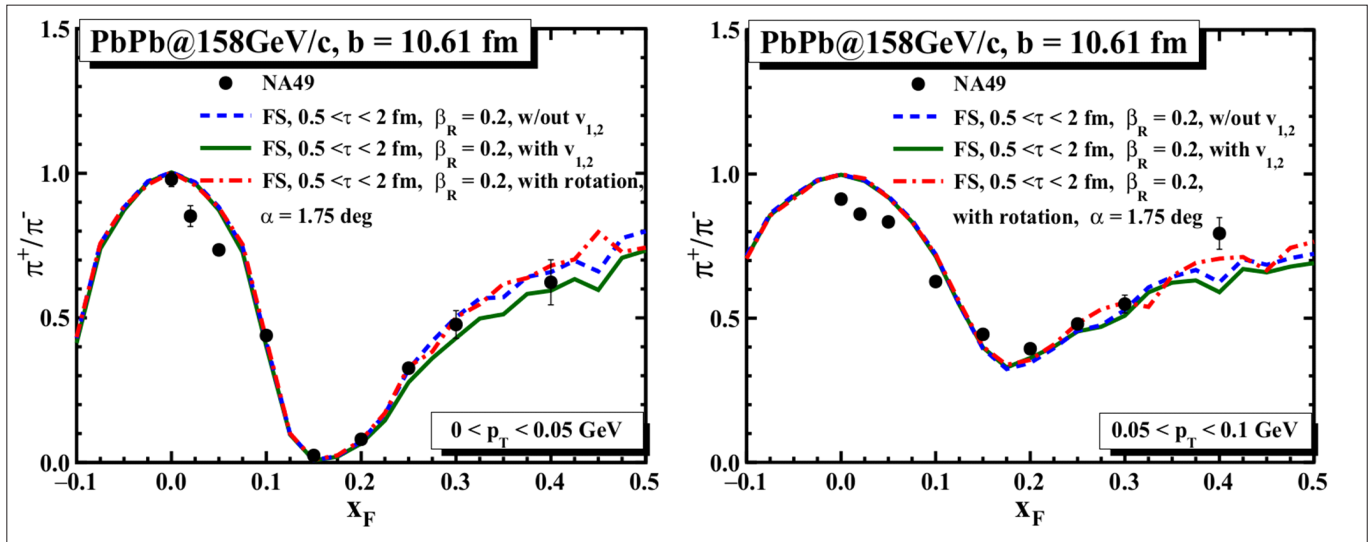 PbPb@158GeV/c, b = 10.61 fm
NA49
FS, 0.5 <τ < 2 fm, β_R = 0.2, w/out v_1,2
FS, 0.5 <τ < 2 fm, β_R = 0.2, with v_1,2
FS, 0.5 <τ < 2 fm, β_R = 0.2, with rotation,
α = 1.75 deg
π⁺/π⁻
1.5
1.0
0.5
0.0
0 < p_T < 0.05 GeV
−0.1 0.0 0.1 0.2 0.3 0.4 0.5
x_F
PbPb@158GeV/c, b = 10.61 fm
NA49
FS, 0.5 <τ < 2 fm, β_R = 0.2, w/out v_1,2
FS, 0.5 <τ < 2 fm, β_R = 0.2, with v_1,2
FS, 0.5 <τ < 2 fm, β_R = 0.2,
with rotation, α = 1.75 deg
π⁺/π⁻
1.5
1.0
0.5
0.0
0.05 < p_T < 0.1 GeV
−0.1 0.0 0.1 0.2 0.3 0.4 0.5
x_F